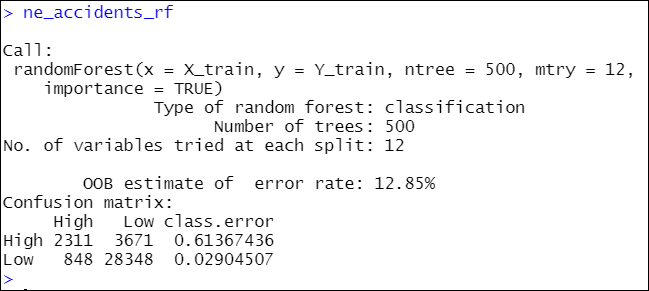 > ne_accidents_rf
Call:
randomForest(x = X_train, y = Y_train, ntree = 500, mtry = 12,
importance = TRUE)
Type of random forest: classification
Number of trees: 500
No. of variables tried at each split: 12
OOB estimate of  error rate: 12.85%
Confusion matrix:
High   Low class.error
High 2311  3671  0.61367436
Low   848 28348  0.02904507
>